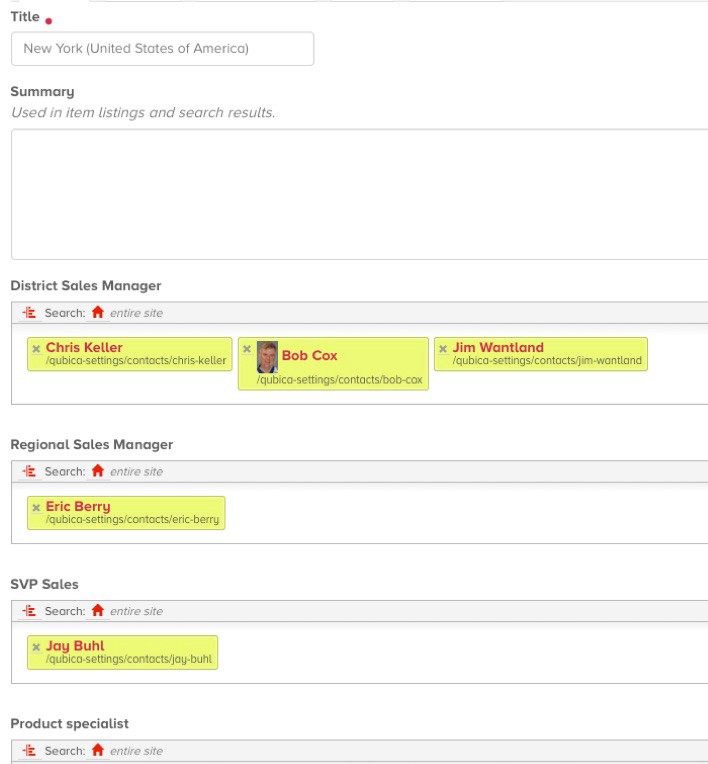 Title
New York (United States of America)
Summary
Used in item listings and search results.
District Sales Manager
Search: entire site
× Chris Keller
/qubica-settings/contacts/chris-keller
× Bob Cox
/qubica-settings/contacts/bob-cox
× Jim Wantland
/qubica-settings/contacts/jim-wantland
Regional Sales Manager
Search: entire site
× Eric Berry
/qubica-settings/contacts/eric-berry
SVP Sales
Search: entire site
× Jay Buhl
/qubica-settings/contacts/jay-buhl
Product specialist
Search: entire site